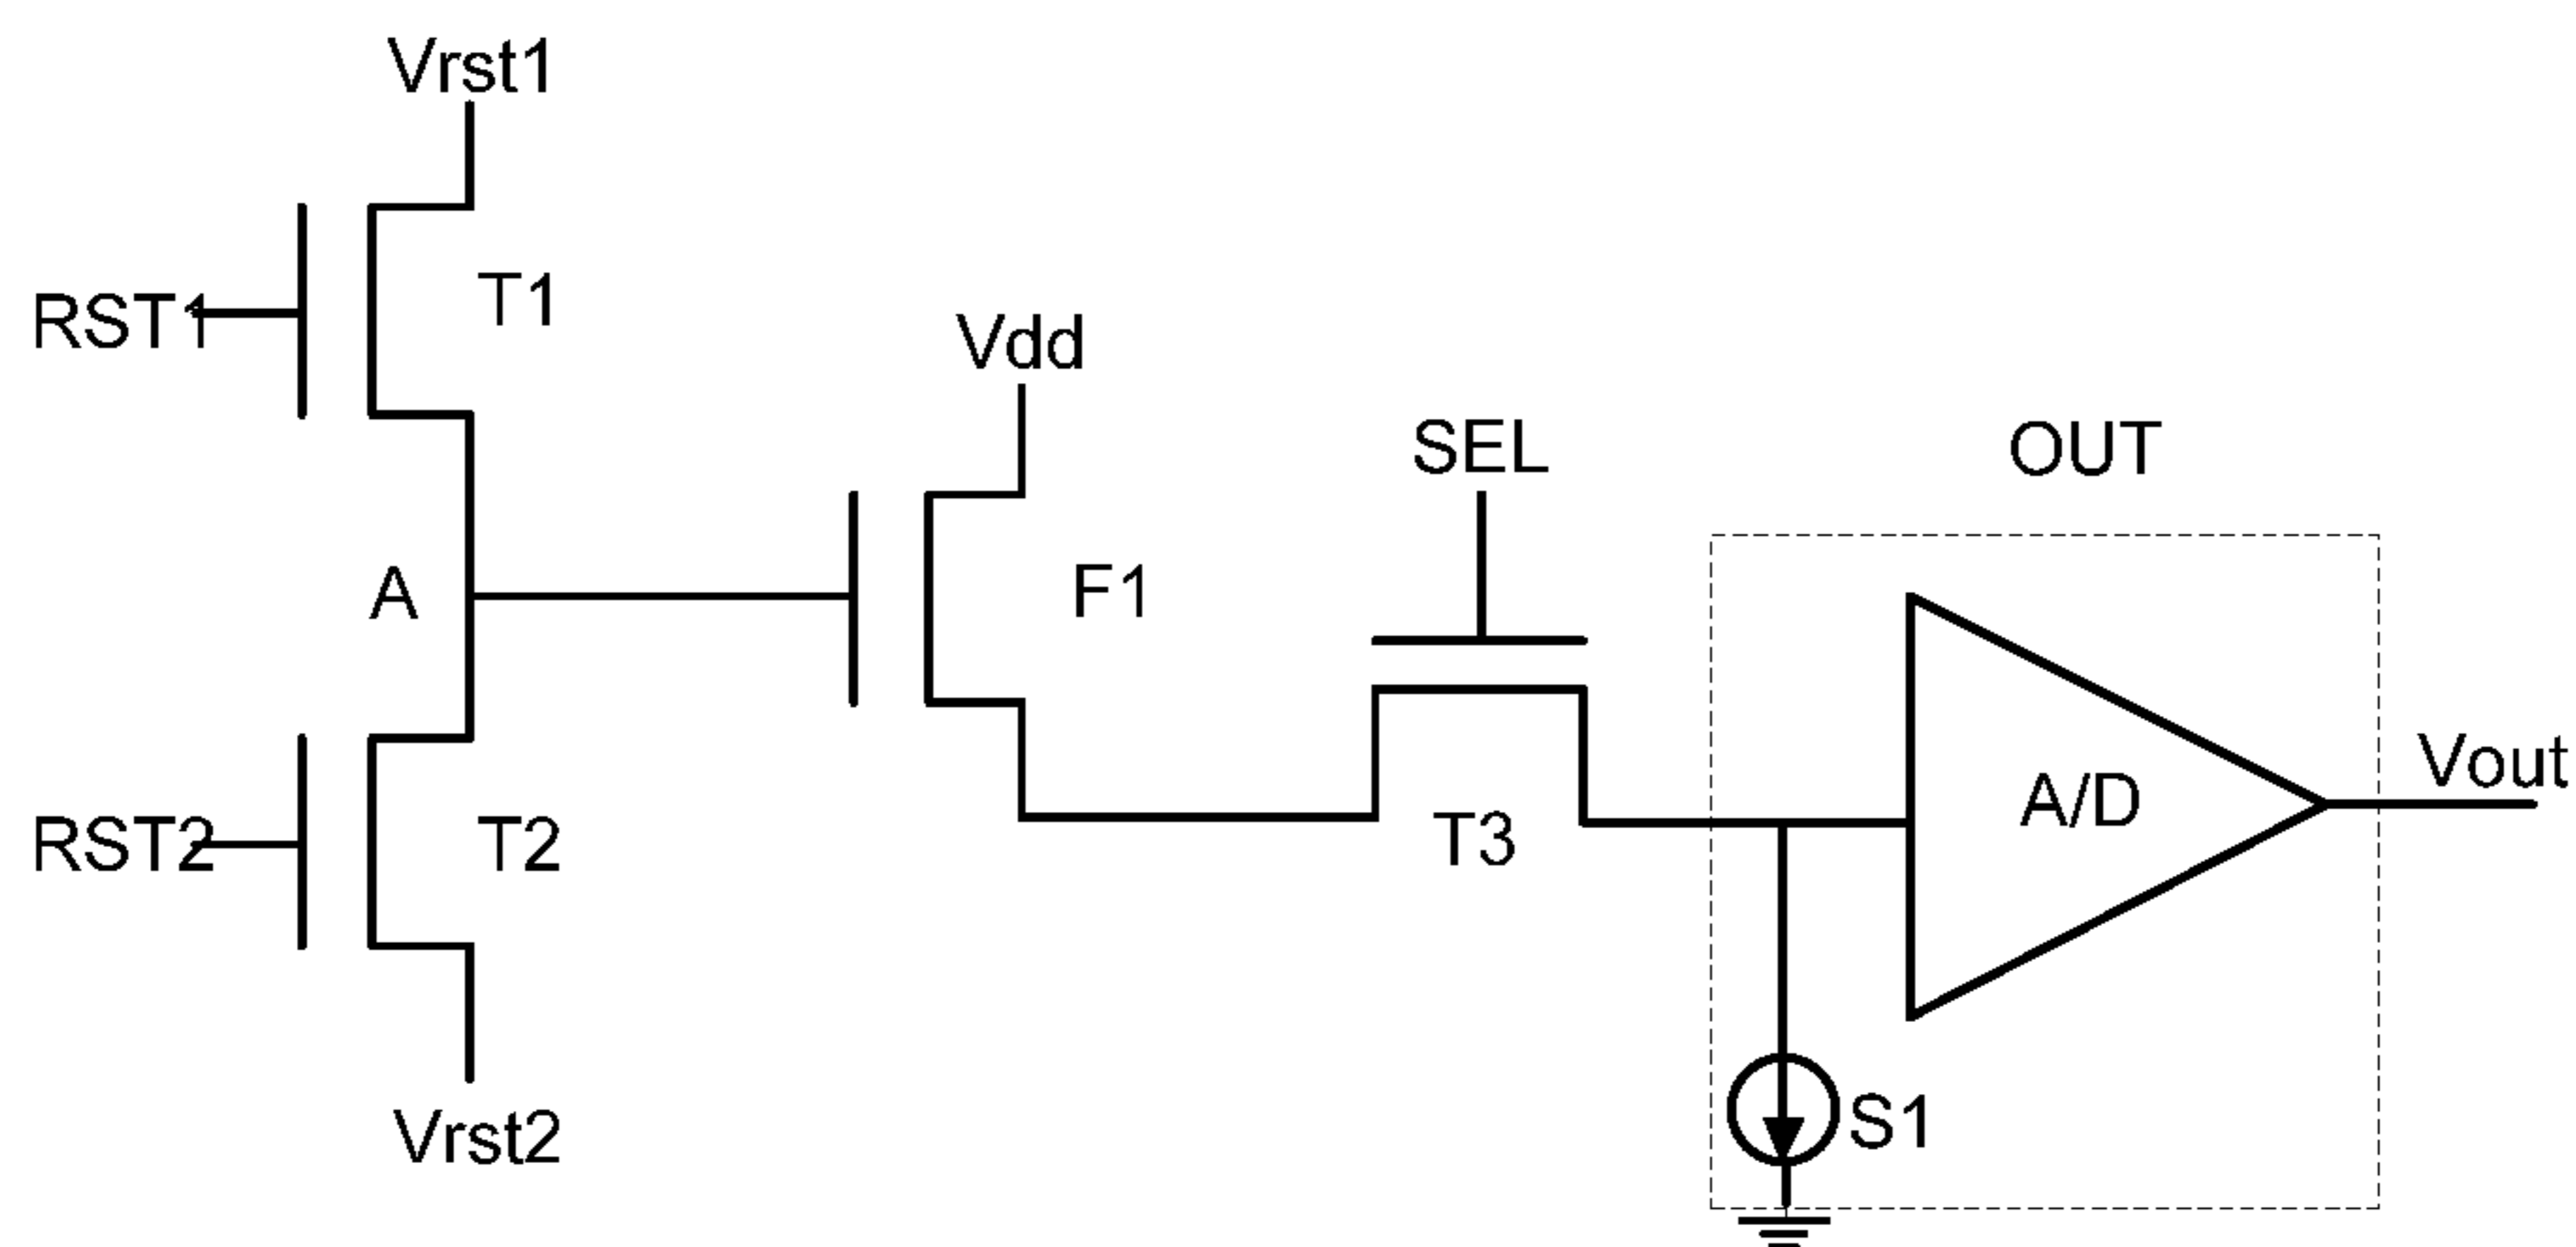 Vrst1
RST1
T1
Vdd
SEL
OUT
A
F1
RST2
T2
T3
A/D
Vout
S1
Vrst2